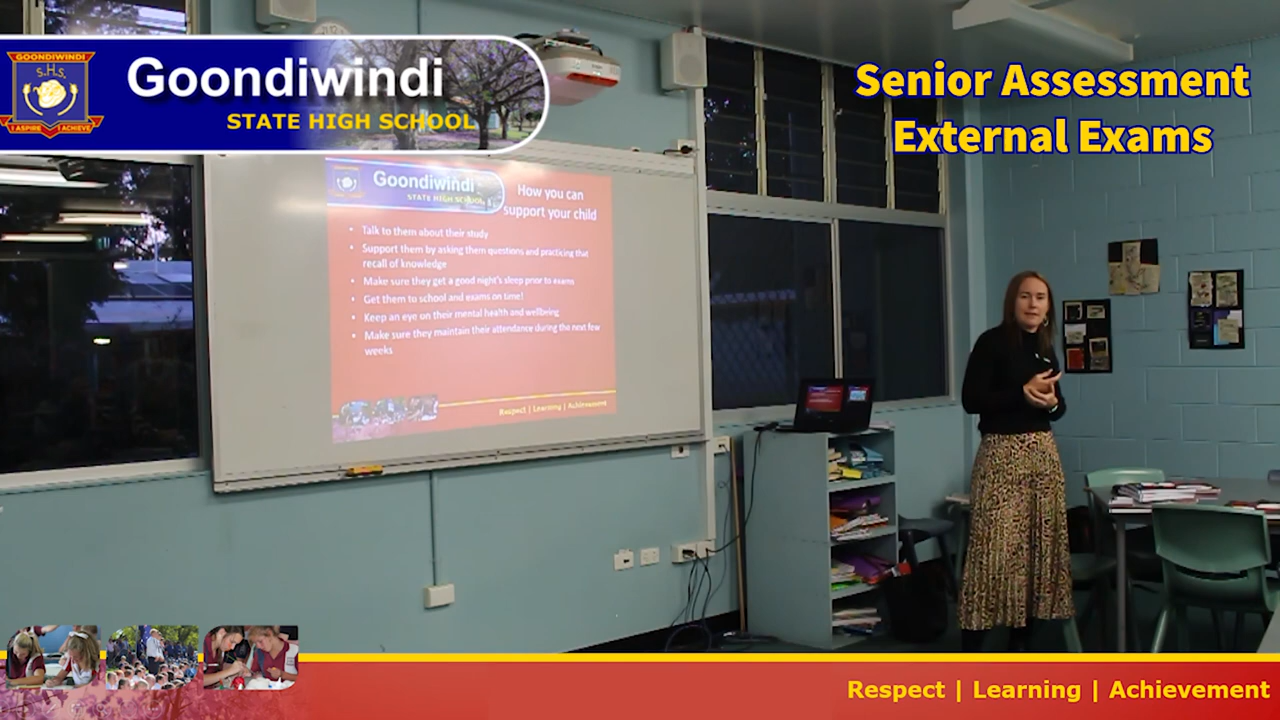 GOONDIWINDI
S.H.S.
I ASPIRE I ACHIEVE
Goondiwindi
STATE HIGH SCHOOL
Senior Assessment
External Exams
Goondiwindi
STATE HIGH SCHOOL
How you can
support your child
• Talk to them about their study
• Support them by asking them questions and practicing that
recall of knowledge
• Make sure they get a good night's sleep prior to exams
• Get them to school and exams on time!
• Keep an eye on their mental health and wellbeing
• Make sure they maintain their attendance during the next few
weeks
Respect | Learning | Achievement
Respect | Learning | Achievement